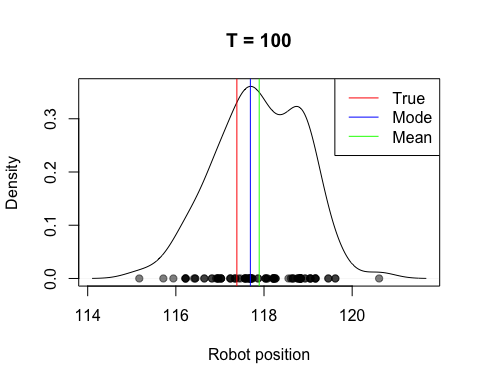 T = 100
True
Mode
Mean
Density
0.3
0.2
0.1
0.0
114
116
118
120
Robot position